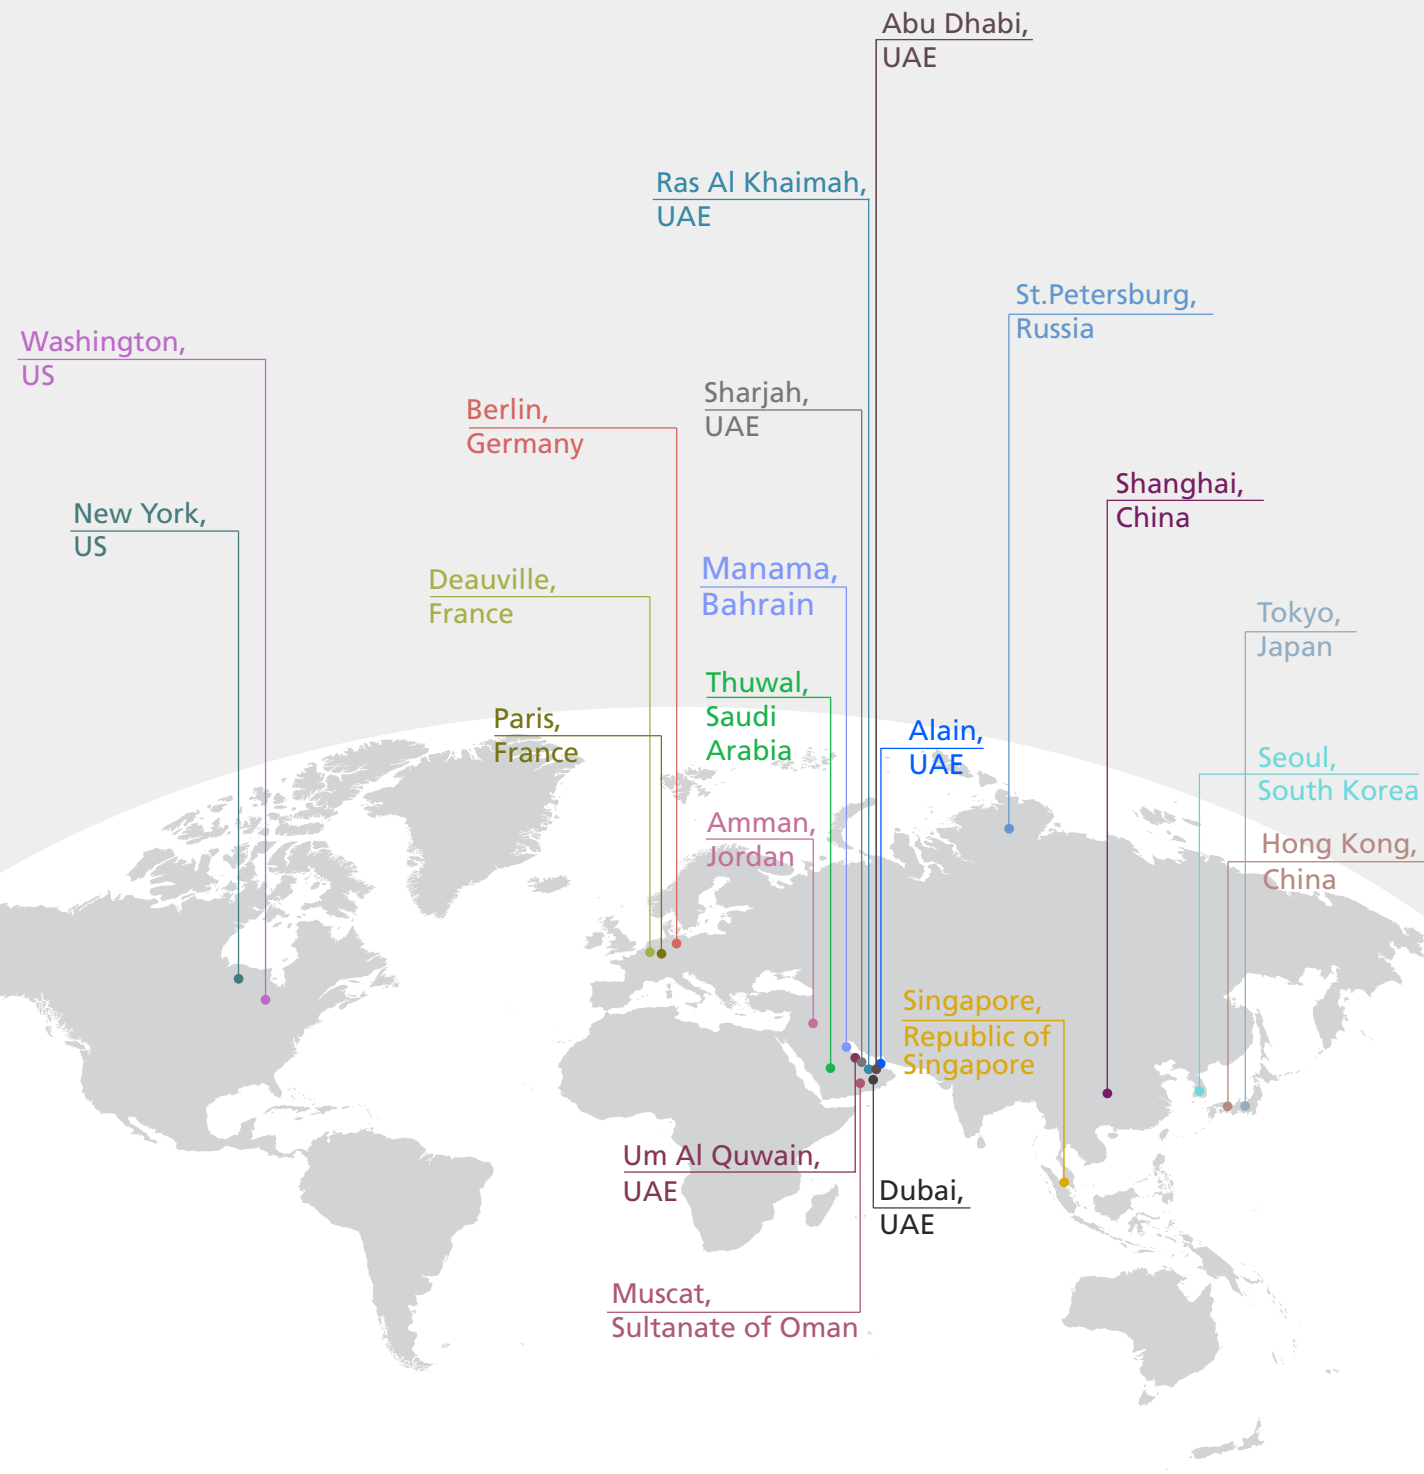 Abu Dhabi,
UAE
Ras Al Khaimah,
UAE
St.Petersburg,
Russia
Washington,
US
Sharjah,
UAE
Berlin,
Germany
Shanghai,
China
New York,
US
Manama,
Bahrain
Deauville,
France
Tokyo,
Japan
Thuwal,
Saudi
Arabia
Paris,
France
Alain,
UAE
Seoul,
South Korea
Amman,
Jordan
Hong Kong,
China
Singapore,
Republic of
Singapore
Um Al Quwain,
UAE
Dubai,
UAE
Muscat,
Sultanate of Oman